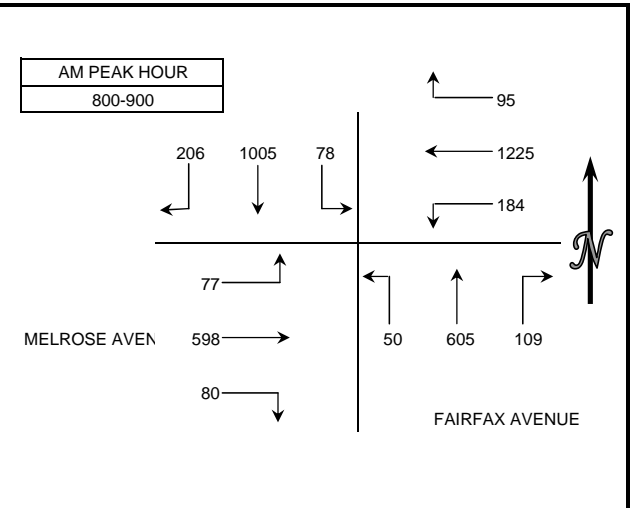 AM PEAK HOUR
800-900
95
206 1005 78
1225
184
N
77
MELROSE AVEN 598
50 605 109
80
FAIRFAX AVENUE